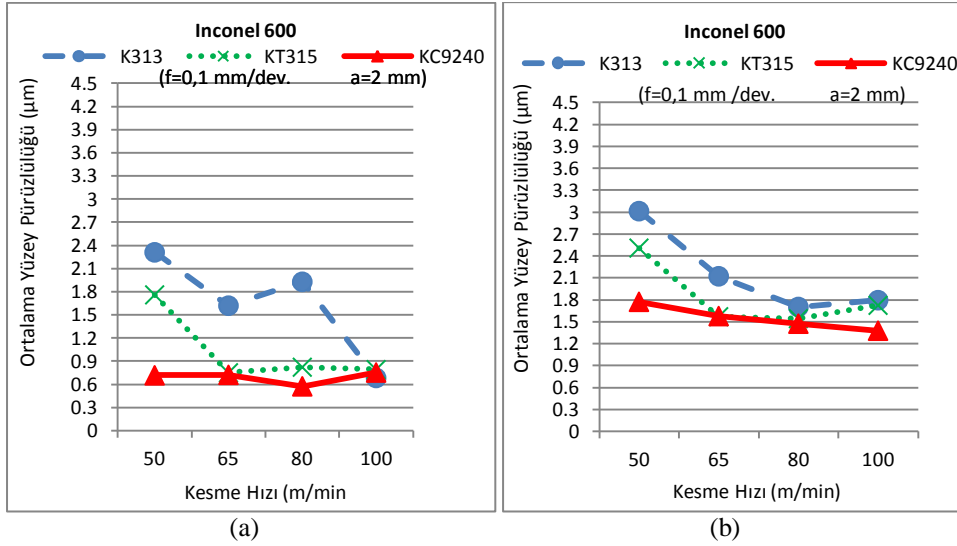 Inconel 600
K313 KT315 KC9240
(f=0,1 mm/dev. a=2 mm)
4.5
4.2
3.9
3.6
3.3
3
2.7
2.4
2.1
1.8
1.5
1.2
0.9
0.6
0.3
0
Ortalama Yüzey Pürüzlülüğü (µm)
50 65 80 100
Kesme Hızı (m/min
(a)
Inconel 600
K313 KT315 KC9240
(f=0,1 mm /dev. a=2 mm)
4.5
4.2
3.9
3.6
3.3
3
2.7
2.4
2.1
1.8
1.5
1.2
0.9
0.6
0.3
0
Ortalama Yüzey Pürüzlülüğü (µm)
50 65 80 100
Kesme Hızı (m/min)
(b)